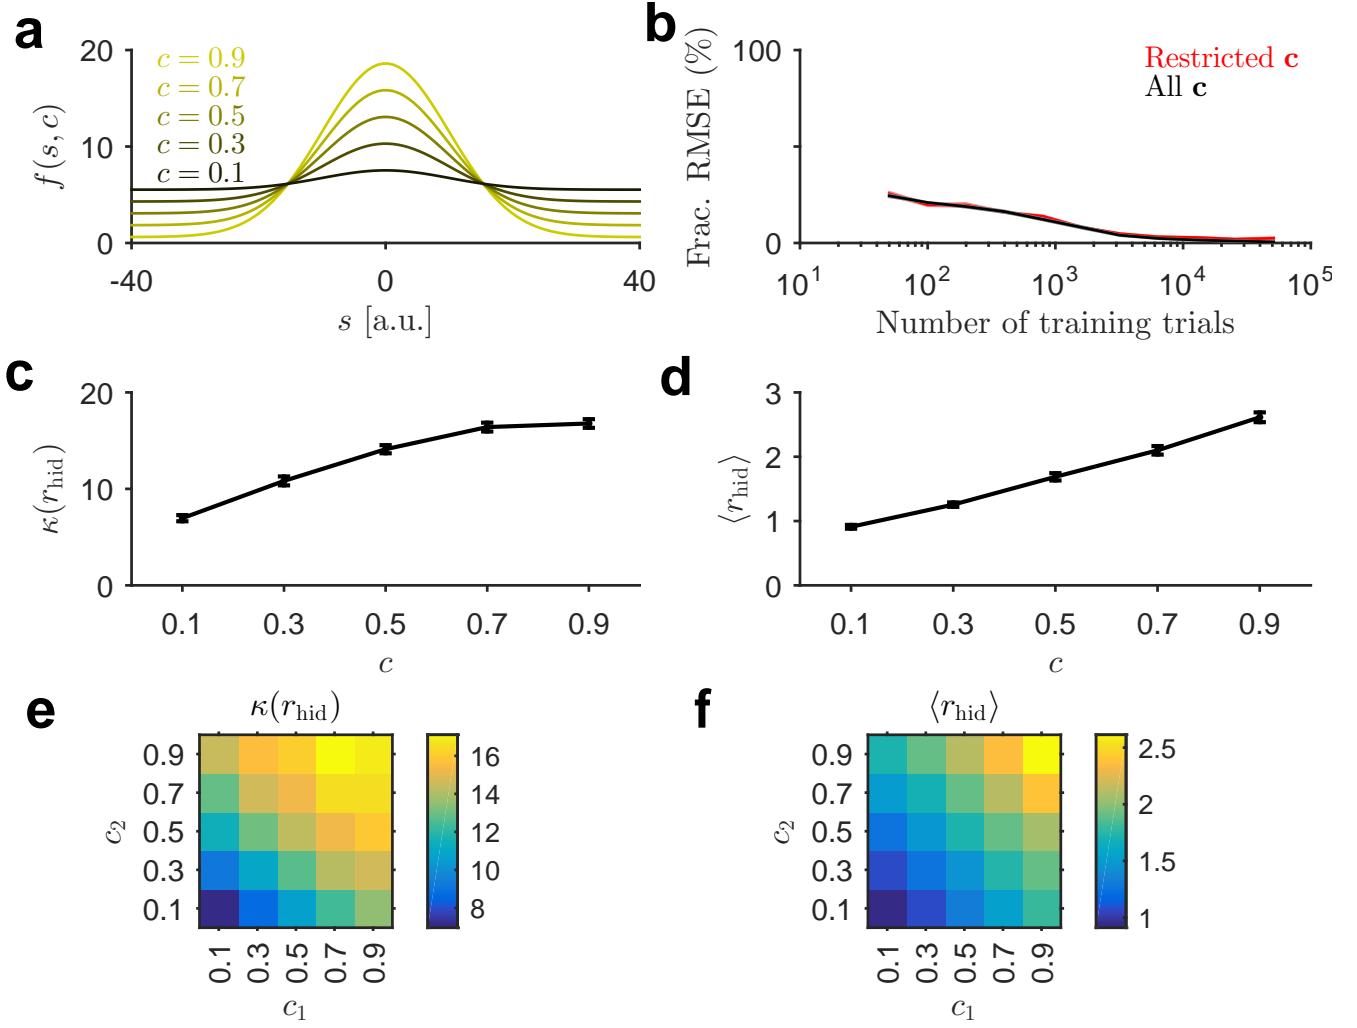 a
20
10
0
f(s, c)
c = 0.9
c = 0.7
c = 0.5
c = 0.3
c = 0.1
-40
0
40
s [a.u.]
b
100
0
Frac. RMSE (%)
Restricted c
All c
10^1
10^2
10^3
10^4
10^5
Number of training trials
c
20
10
0
κ(r_hid)
0.1 0.3 0.5 0.7 0.9
c
d
3
2
1
0
⟨r_hid⟩
0.1 0.3 0.5 0.7 0.9
c
e
κ(r_hid)
0.9
0.7
0.5
0.3
0.1
c_2
0.1 0.3 0.5 0.7 0.9
c_1
16
14
12
10
8
f
⟨r_hid⟩
0.9
0.7
0.5
0.3
0.1
c_2
0.1 0.3 0.5 0.7 0.9
c_1
2.5
2
1.5
1